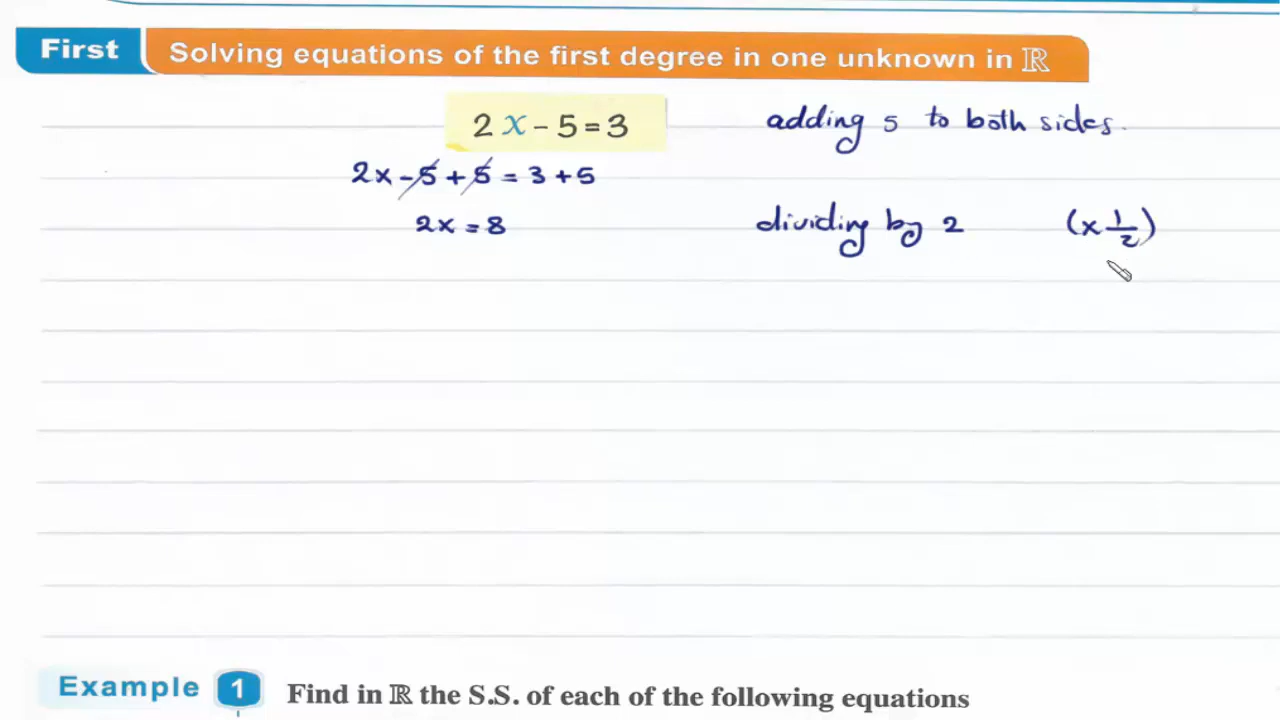 First Solving equations of the first degree in one unknown in ℝ
2x - 5 = 3 adding 5 to both sides.
2x - 5 + 5 = 3 + 5
2x = 8 dividing by 2 (x 1/2)
Example 1 Find in ℝ the S.S. of each of the following equations